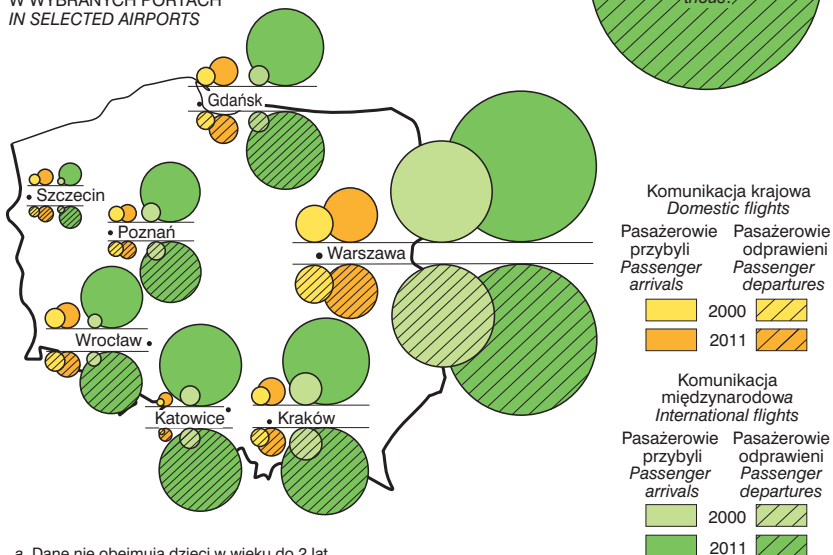 W WYBRANYCH PORTACH
IN SELECTED AIRPORTS
Gdańsk
Szczecin
Poznań
Warszawa
Wrocław
Katowice
Kraków
Komunikacja krajowa
Domestic flights
Pasażerowie Pasażerowie
przybyli odprawieni
Passenger Passenger
arrivals departures
2000
2011
Komunikacja
międzynarodowa
International flights
Pasażerowie Pasażerowie
przybyli odprawieni
Passenger Passenger
arrivals departures
2000
2011
a Dane nie obejmują dzieci w wieku do 2 lat